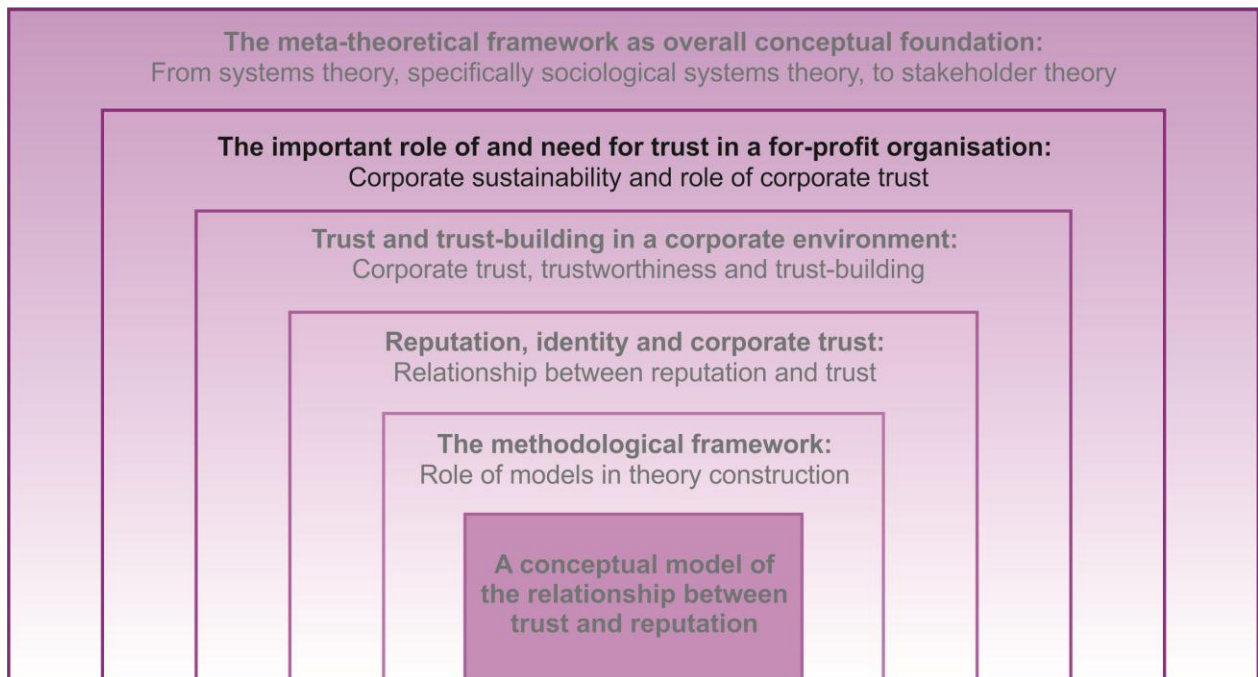 The meta-theoretical framework as overall conceptual foundation:
From systems theory, specifically sociological systems theory, to stakeholder theory
The important role of and need for trust in a for-profit organisation:
Corporate sustainability and role of corporate trust
Trust and trust-building in a corporate environment:
Corporate trust, trustworthiness and trust-building
Reputation, identity and corporate trust:
Relationship between reputation and trust
The methodological framework:
Role of models in theory construction
A conceptual model of
the relationship between
trust and reputation